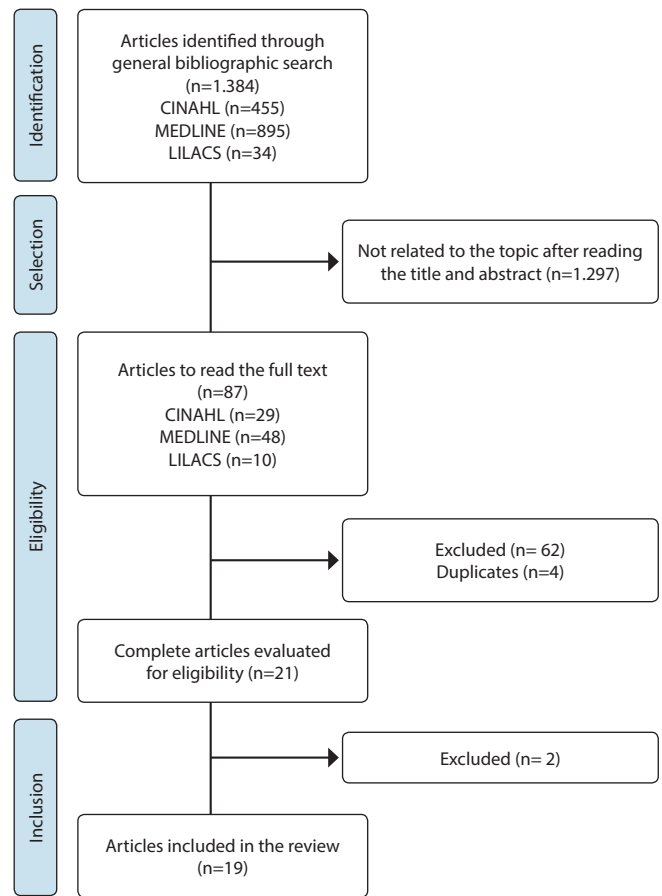 Identification
Articles identified through
general bibliographic search
(n=1.384)
CINAHL (n=455)
MEDLINE (n=895)
LILACS (n=34)
Selection
Not related to the topic after reading
the title and abstract (n=1.297)
Eligibility
Articles to read the full text
(n=87)
CINAHL (n=29)
MEDLINE (n=48)
LILACS (n=10)
Excluded (n= 62)
Duplicates (n=4)
Complete articles evaluated
for eligibility (n=21)
Inclusion
Excluded (n= 2)
Articles included in the review
(n=19)